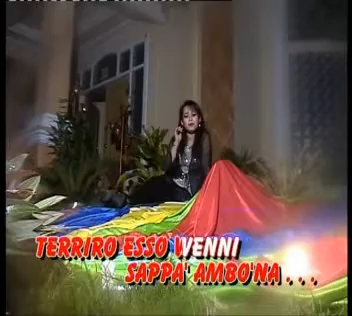 TERRIRO ESSO WENNI
SAPPA' AMBO'NA . . .